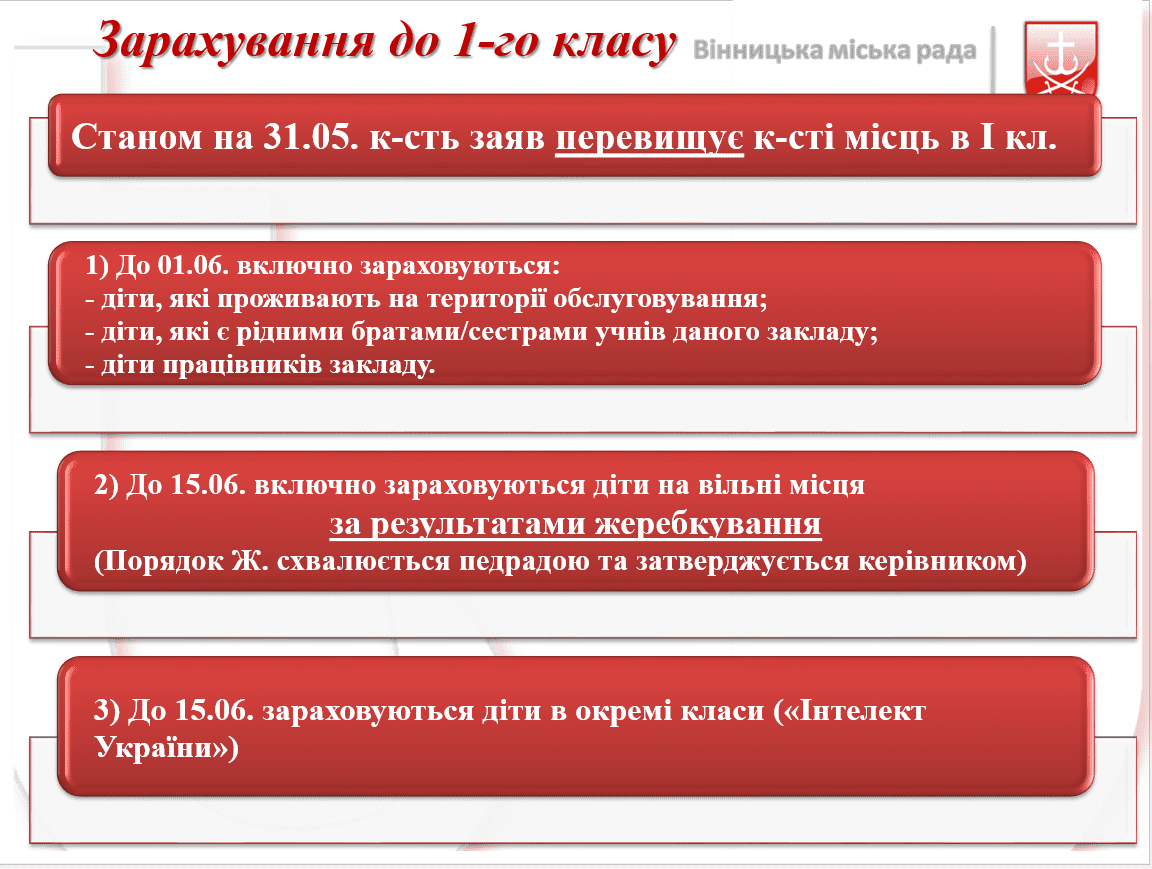 Зарахування до 1-го класу
Вінницька міська рада
Станом на 31.05. к-сть заяв перевищує к-сті місць в І кл.
1) До 01.06. включно зараховуються:
- діти, які проживають на території обслуговування;
- діти, які є рідними братами/сестрами учнів даного закладу;
- діти працівників закладу.
2) До 15.06. включно зараховуються діти на вільні місця
за результатами жеребкування
(Порядок Ж. схвалюється педрадою та затверджується керівником)
3) До 15.06. зараховуються діти в окремі класи («Інтелект
України»)